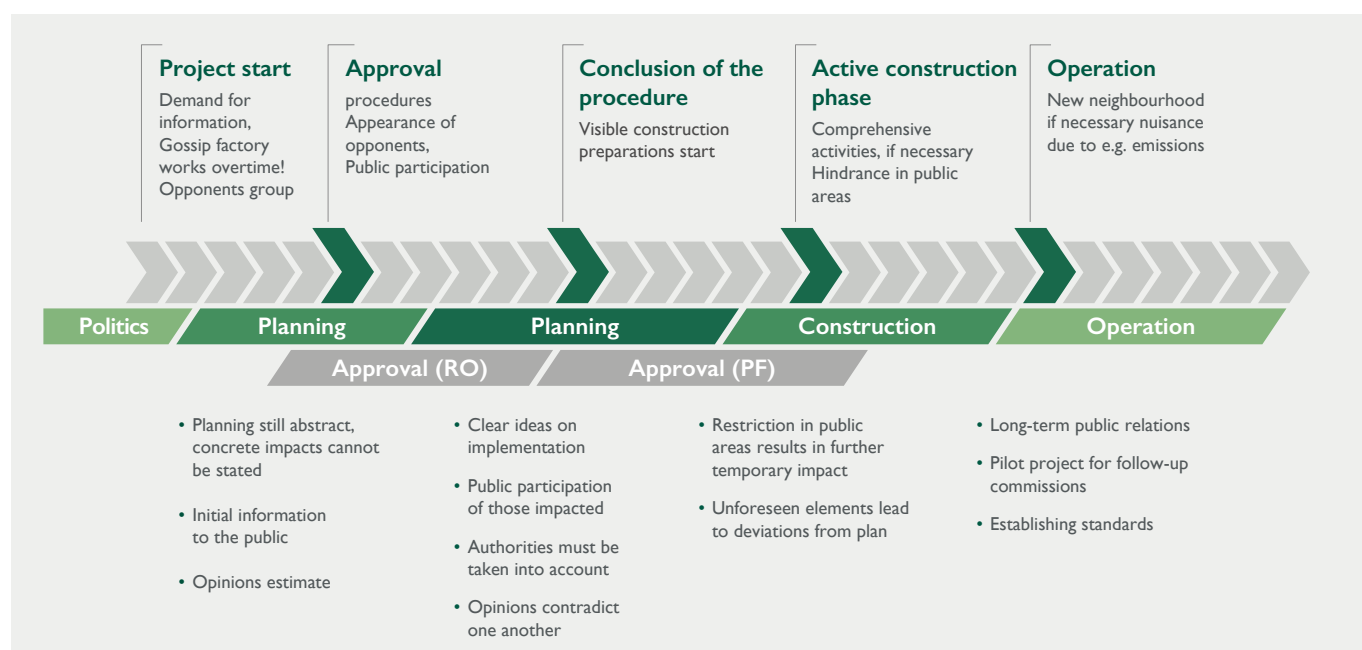 Project start
Demand for
information,
Gossip factory
works overtime!
Opponents group
Approval
procedures
Appearance of
opponents,
Public participation
Conclusion of the
procedure
Visible construction
preparations start
Active construction
phase
Comprehensive
activities, if necessary
Hindrance in public
areas
Operation
New neighbourhood
if necessary nuisance
due to e.g. emissions
Politics
Planning
Planning
Construction
Operation
Approval (RO)
Approval (PF)
• Planning still abstract,
concrete impacts cannot
be stated
• Initial information
to the public
• Opinions estimate
• Clear ideas on
implementation
• Public participation
of those impacted
• Authorities must be
taken into account
• Opinions contradict
one another
• Restriction in public
areas results in further
temporary impact
• Unforeseen elements lead
to deviations from plan
• Long-term public relations
• Pilot project for follow-up
commissions
• Establishing standards